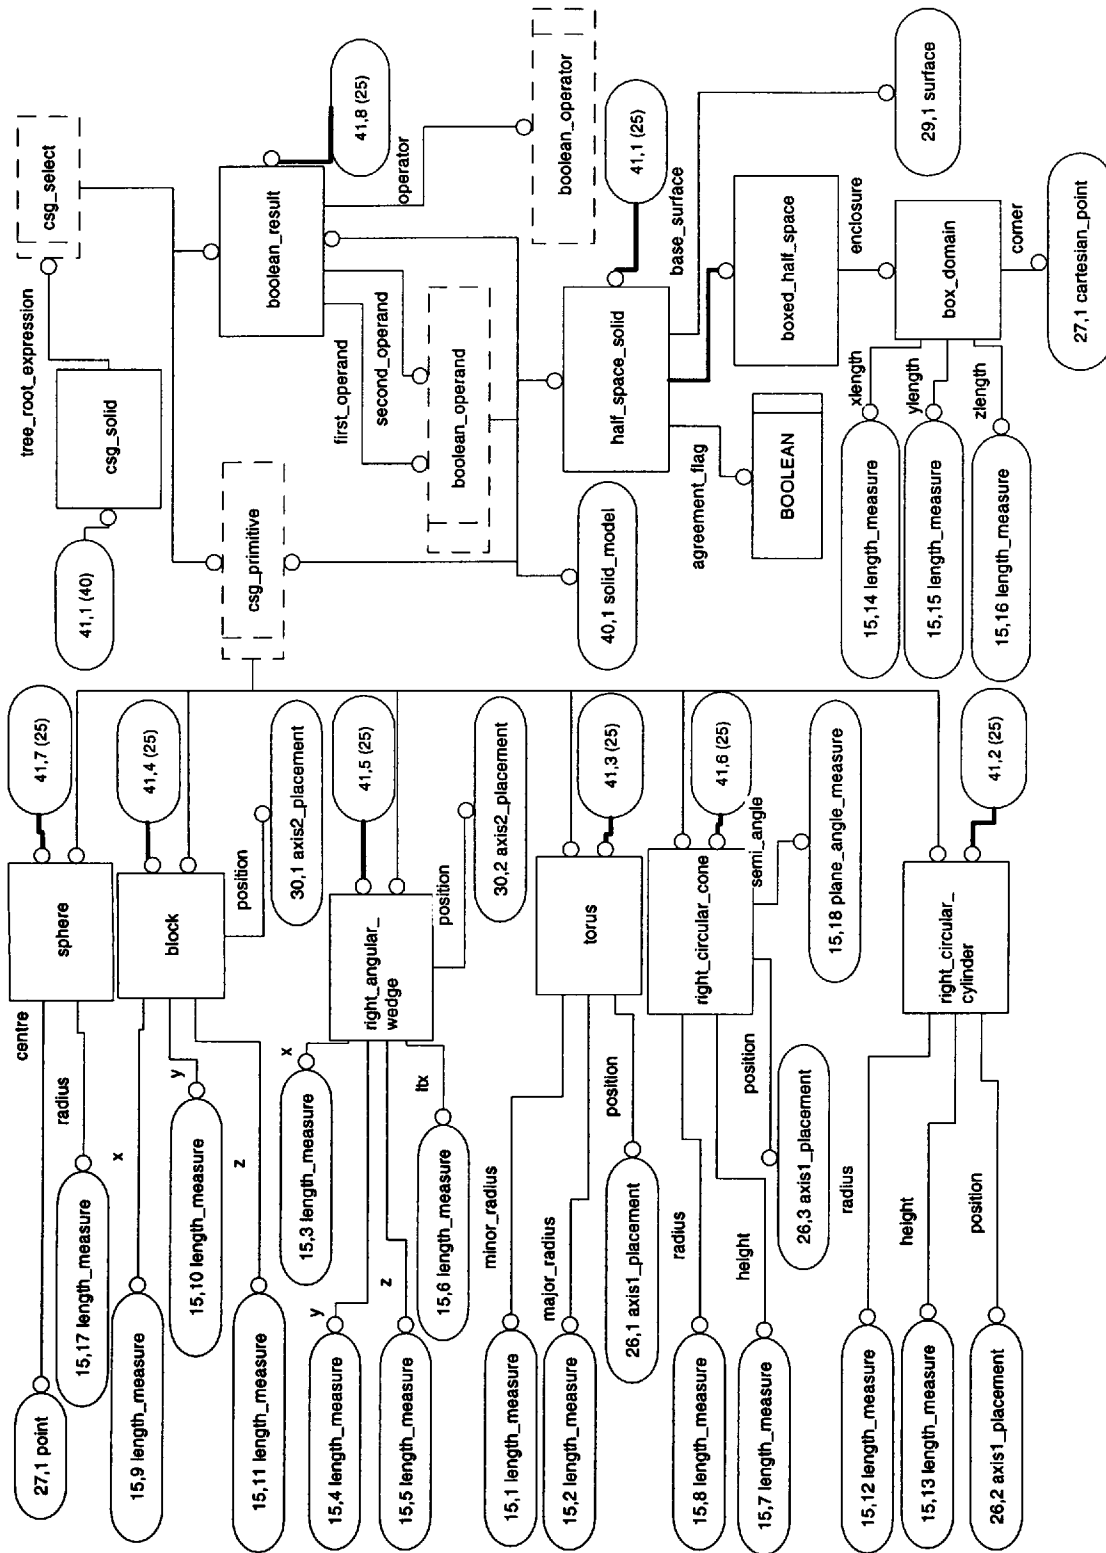 27,1 point
centre
sphere
41,7 (25)
41,1 (40)
tree_root_expression
csg_solid
csg_select
15,17 length_measure
radius
15,9 length_measure
x
block
41,4 (25)
15,10 length_measure
y
15,11 length_measure
z
position
30,1 axis2_placement
csg_primitive
boolean_result
41,8 (25)
15,3 length_measure
x
right_angular_
wedge
41,5 (25)
15,4 length_measure
y
15,5 length_measure
z
15,6 length_measure
ltx
position
30,2 axis2_placement
first_operand
second_operand
operator
boolean_operand
boolean_operator
15,1 length_measure
minor_radius
15,2 length_measure
major_radius
26,1 axis1_placement
position
torus
41,3 (25)
40,1 solid_model
half_space_solid
41,1 (25)
base_surface
15,8 length_measure
radius
15,7 length_measure
height
right_circular_cone
41,6 (25)
semi_angle
position
26,3 axis1_placement
15,18 plane_angle_measure
agreement_flag
BOOLEAN
boxed_half_space
enclosure
29,1 surface
15,12 length_measure
radius
15,13 length_measure
height
26,2 axis1_placement
position
right_circular_
cylinder
41,2 (25)
15,14 length_measure
xlength
15,15 length_measure
ylength
15,16 length_measure
zlength
box_domain
corner
27,1 cartesian_point